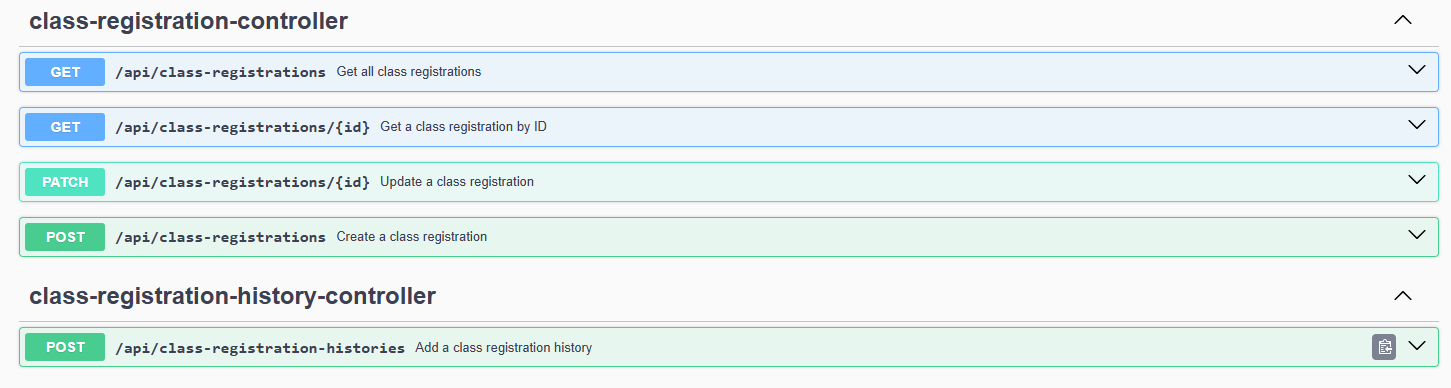 class-registration-controller
GET /api/class-registrations Get all class registrations
GET /api/class-registrations/{id} Get a class registration by ID
PATCH /api/class-registrations/{id} Update a class registration
POST /api/class-registrations Create a class registration
class-registration-history-controller
POST /api/class-registration-histories Add a class registration history